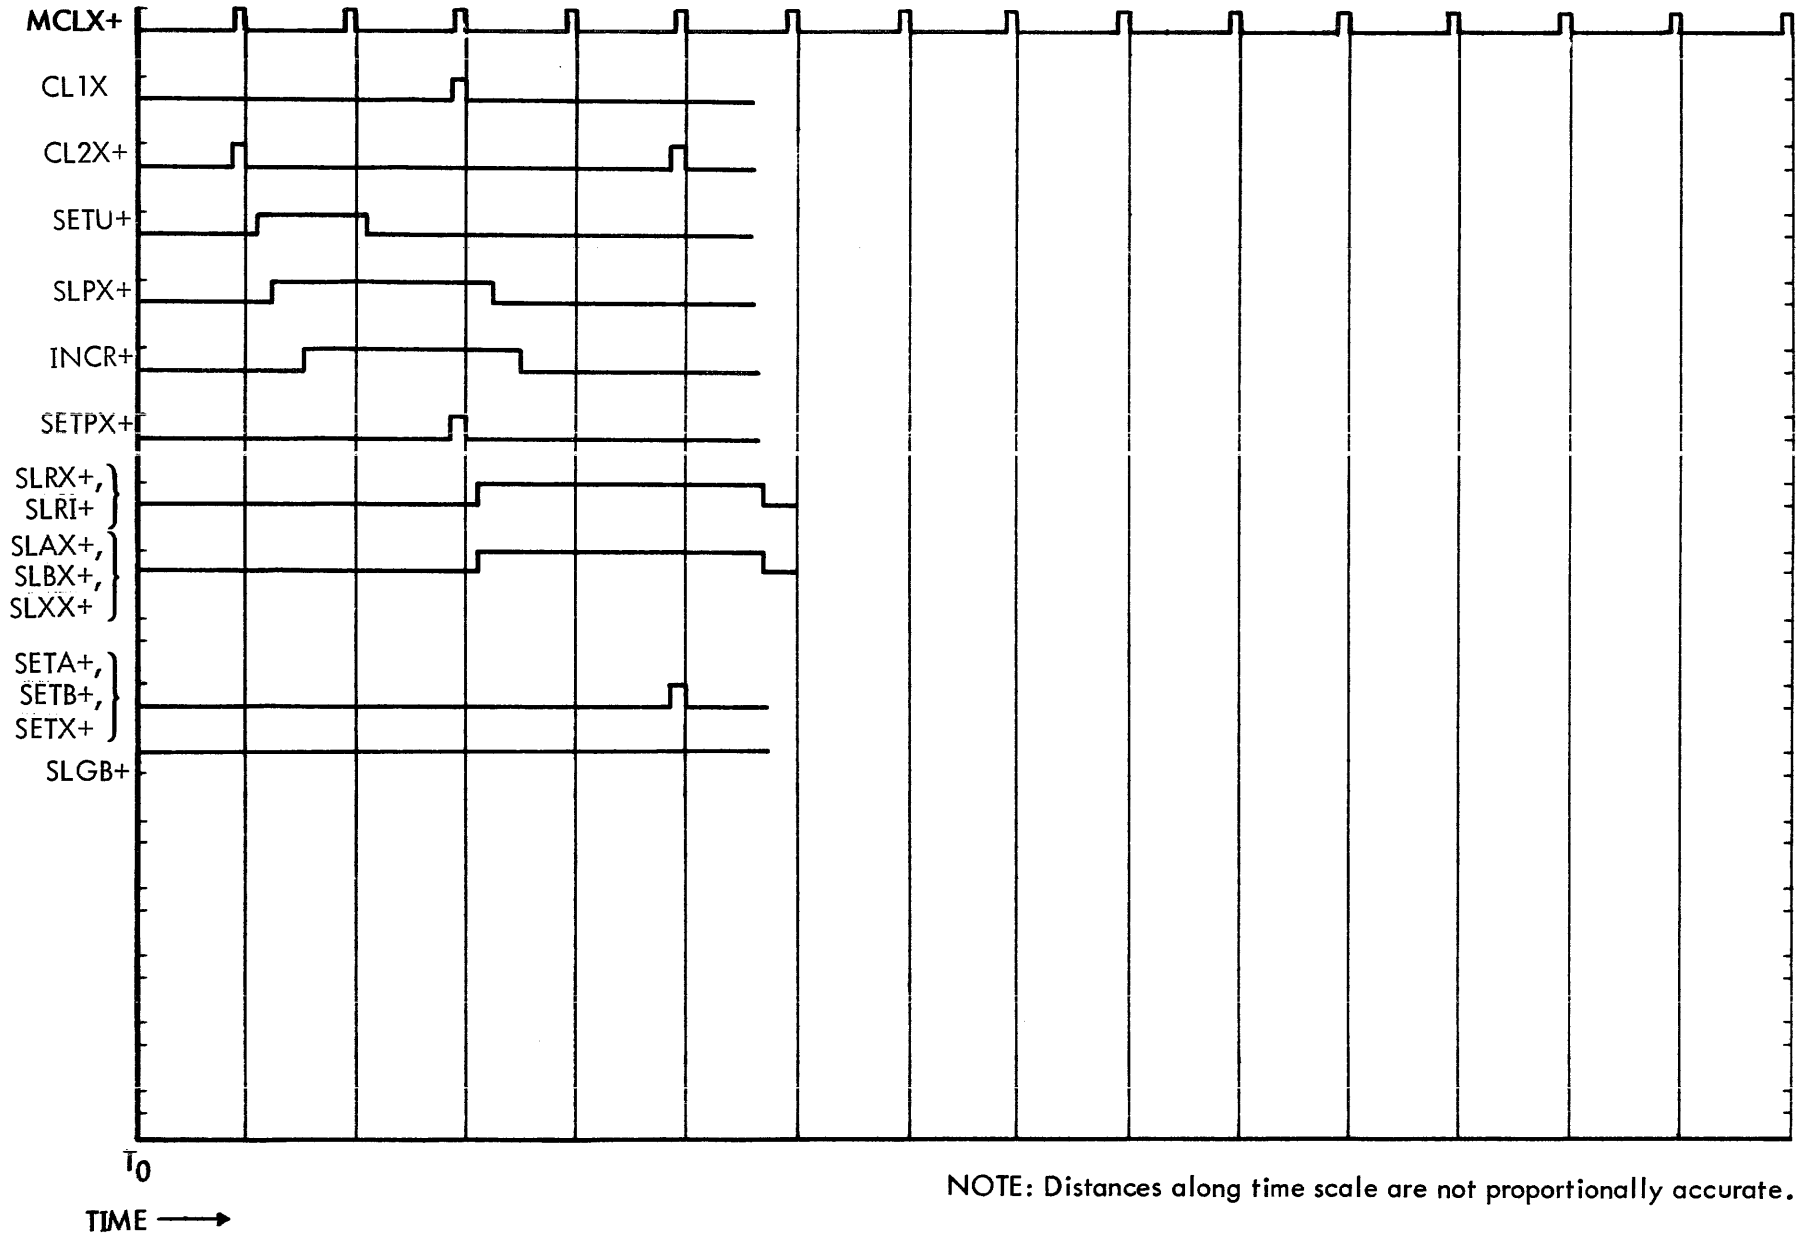 MCLX+
CL1X
CL2X+
SETU+
SLPX+
INCR+
SETPX+
SLRX+,
SLRI+
SLAX+,
SLBX+,
SLXX+
SETA+,
SETB+,
SETX+
SLGB+
T0
NOTE: Distances along time scale are not proportionally accurate.
TIME